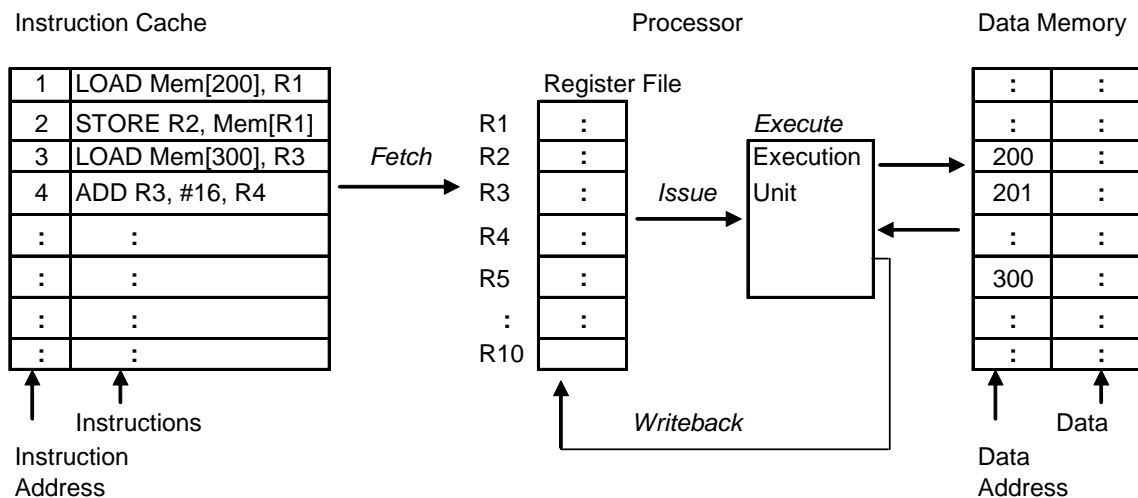 Instruction Cache
Processor
Data Memory
1 LOAD Mem[200], R1
2 STORE R2, Mem[R1]
3 LOAD Mem[300], R3
4 ADD R3, #16, R4
: :
: :
: :
: :
Fetch
Register File
R1 :
R2 :
R3 :
R4 :
R5 :
: :
R10
Issue
Execute
Execution
Unit
: :
: :
200 :
201 :
: :
300 :
: :
: :
Instructions
Instruction
Address
Writeback
Data
Data
Address